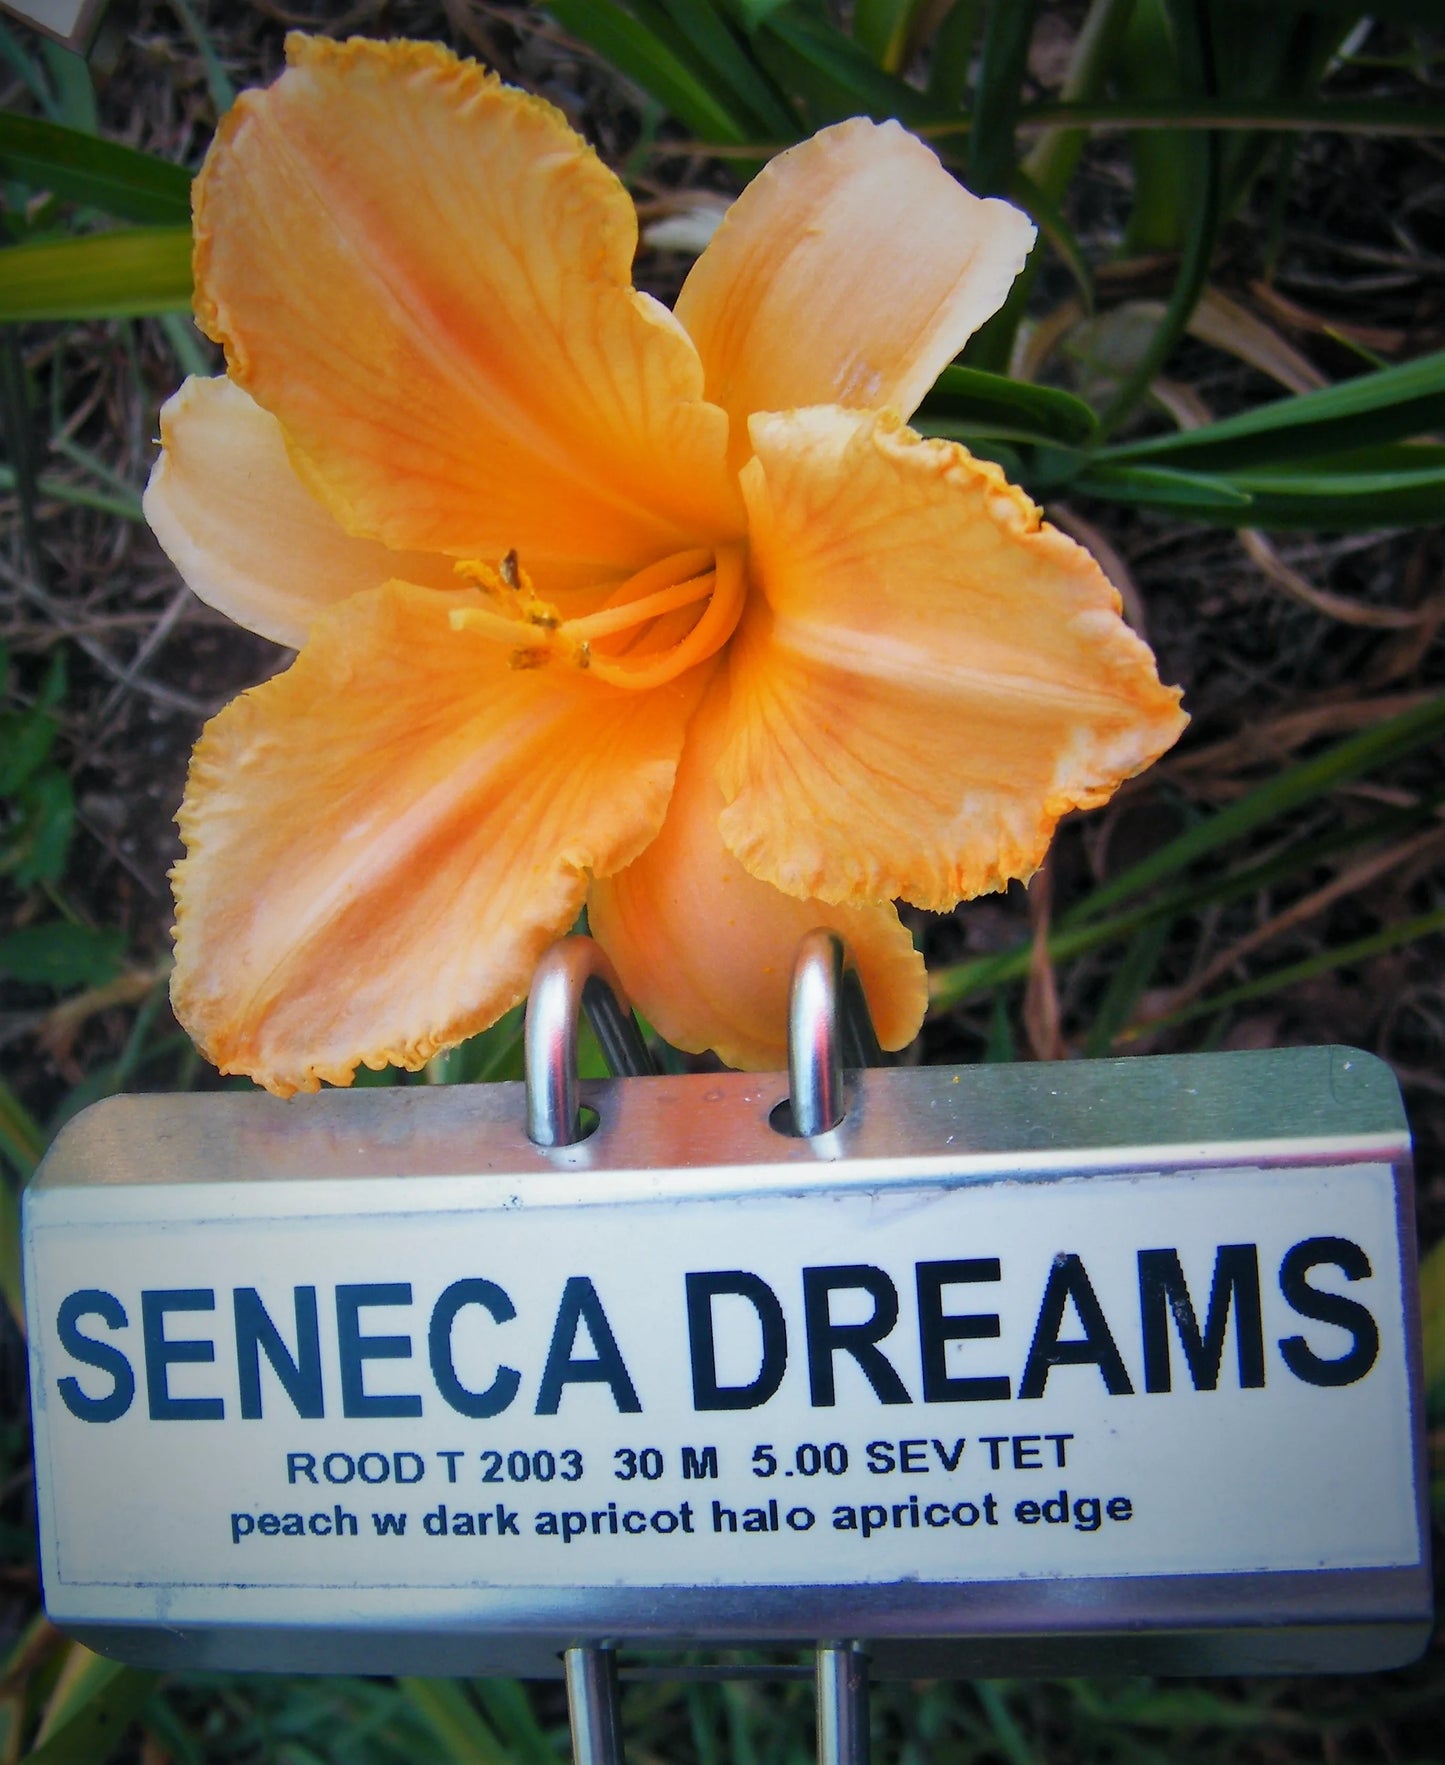 SENECA DREAMS
ROOD T 2003 30 M 5.00 SEV TET
peach w dark apricot halo apricot edge